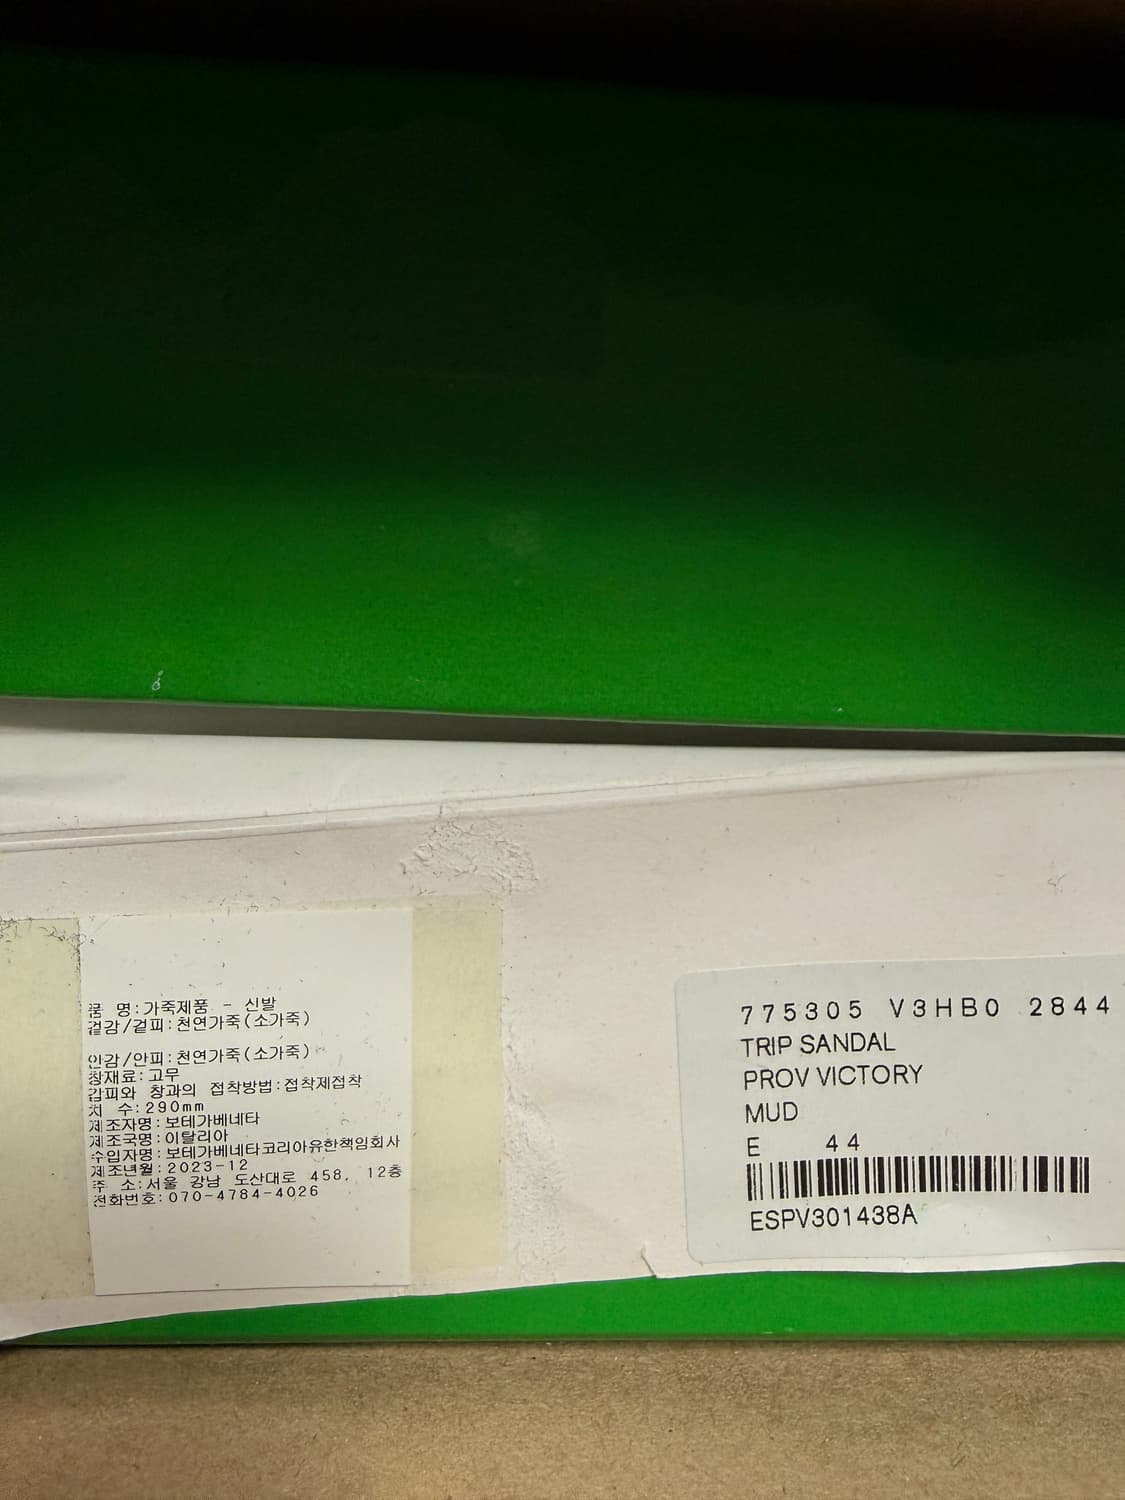 품 명:가죽제품 - 신발
겉감/겉피:천연가죽(소가죽)
안감/안피:천연가죽(소가죽)
창재료:고무
갑피와 창과의 접착방법:접착제접착
치 수:290mm
제조자명:보테가베네타
제조국명:이탈리아
수입자명:보테가베네타코리아유한책임회사
제조년월:2023-12
주 소:서울 강남 도산대로 458, 12층
전화번호:070-4784-4026
775305 V3HB0 2844
TRIP SANDAL
PROV VICTORY
MUD
E 44
ESPV301438A